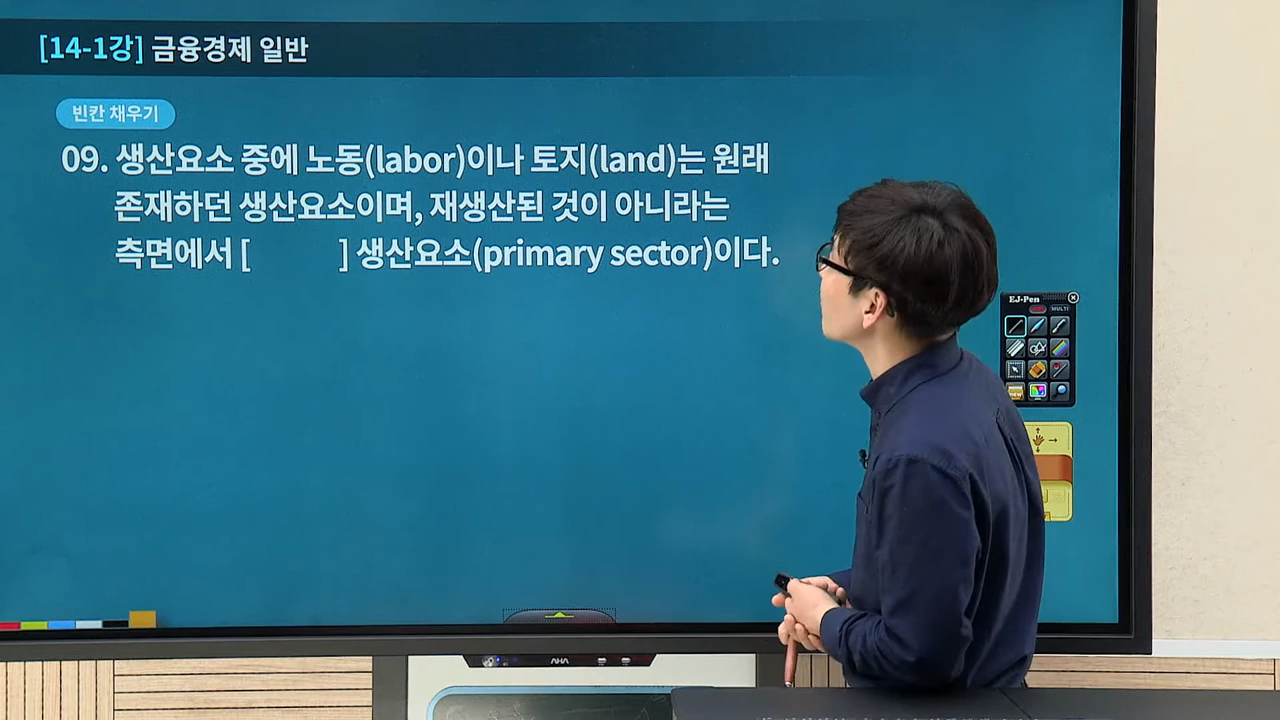 [14-1강] 금융경제 일반
빈칸 채우기
09. 생산요소 중에 노동(labor)이나 토지(land)는 원래
존재하던 생산요소이며, 재생산된 것이 아니라는
측면에서 [ ] 생산요소(primary sector)이다.
EJ-Pen
MULTI
AHA